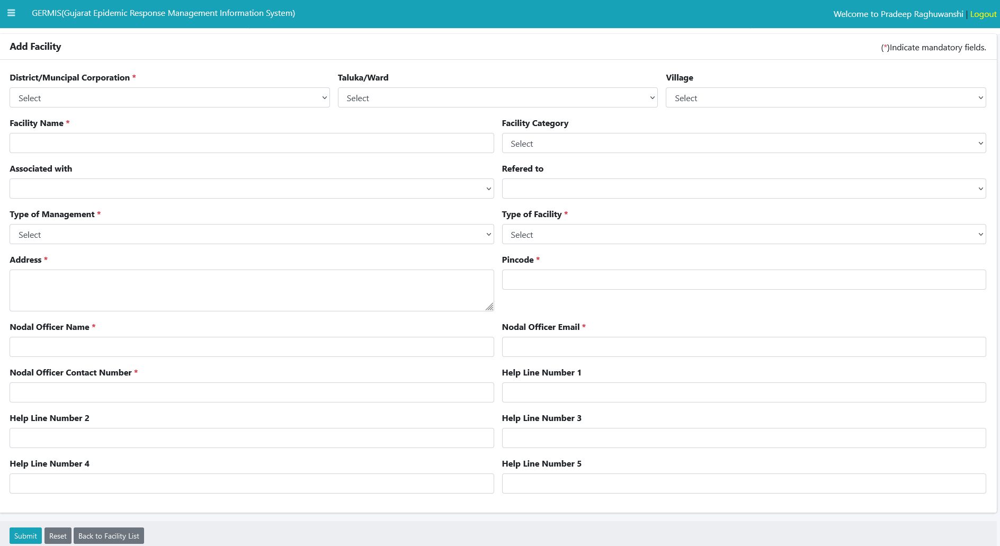 GERMIS(Gujarat Epidemic Response Management Information System)
Welcome to Pradeep Raghuwanshi | Logout
Add Facility
(*)Indicate mandatory fields.
District/Muncipal Corporation *
Taluka/Ward
Village
Select
Select
Select
Facility Name *
Facility Category
Select
Associated with
Refered to
Type of Management *
Type of Facility *
Select
Select
Address *
Pincode *
Nodal Officer Name *
Nodal Officer Email *
Nodal Officer Contact Number *
Help Line Number 1
Help Line Number 2
Help Line Number 3
Help Line Number 4
Help Line Number 5
Submit
Reset
Back to Facility List